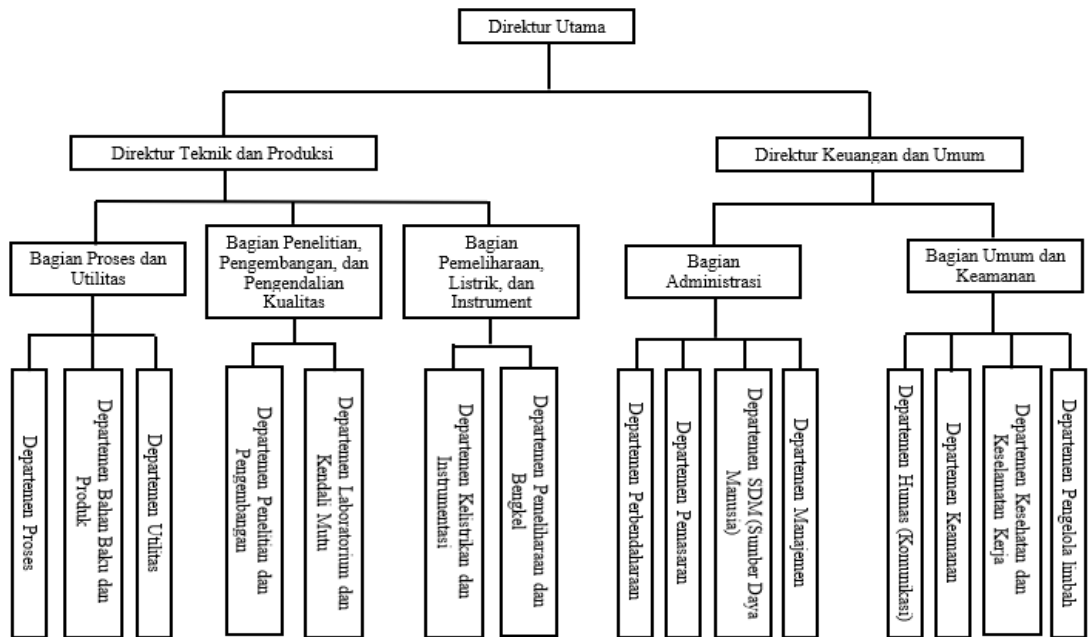 Direktur Utama
Direktur Teknik dan Produksi
Direktur Keuangan dan Umum
Bagian Proses dan
Utilitas
Bagian Penelitian,
Pengembangan, dan
Pengendalian
Kualitas
Bagian
Pemeliharaan,
Listrik, dan
Instrument
Bagian
Administrasi
Bagian Umum dan
Keamanan
Departemen Proses
Departemen Bahan Baku dan
Produk
Departemen Utilitas
Departemen Penelitian dan
Pengembangan
Departemen Laboratorium dan
Kendali Mutu
Departemen Kelistrikan dan
Instrumentasi
Departemen Pemeliharaan dan
Bengkel
Departemen Perbendaharaan
Departemen Pemasaran
Departemen SDM (Sumber Daya
Manusia)
Departemen Manajemen
Departemen Humas (Komunikasi)
Departemen Keamanan
Departemen Kesehatan dan
Keselamatan Kerja
Departemen Pengelola limbah